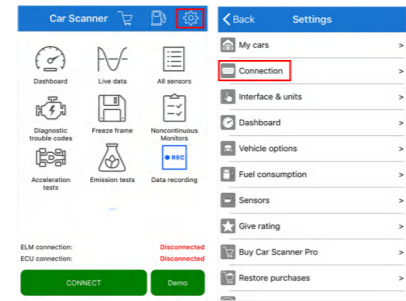 Car Scanner
Dashboard
Live data
All sensors
Diagnostic
trouble codes
Freeze frame
Noncontinuous
Monitors
REC
Acceleration
tests
Emission tests
Data recording
...
ELM connection: Disconnected
ECU connection: Disconnected
CONNECT
Demo
Back
Settings
My cars >
Connection >
Interface & units >
Dashboard >
Vehicle options >
Fuel consumption >
Sensors >
Give rating >
Buy Car Scanner Pro >
Restore purchases >